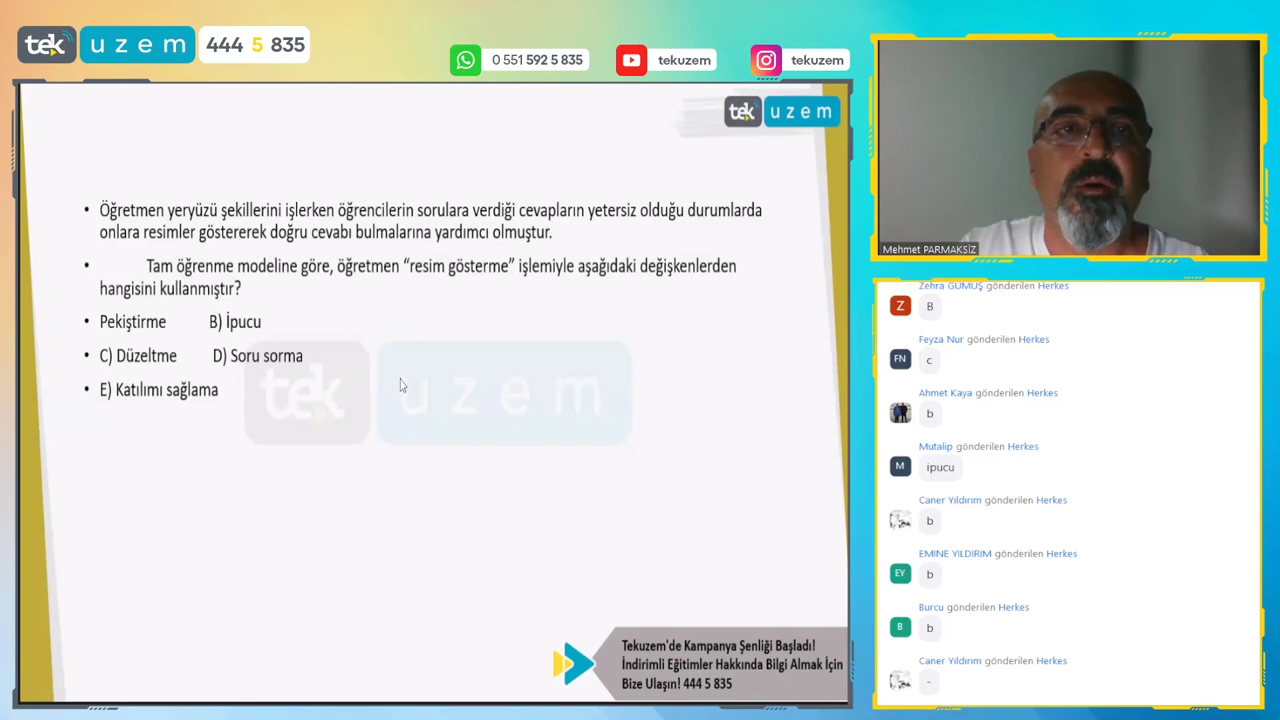 tek uzem 444 5 835
0 551 592 5 835
tekuzem
tekuzem
tek uzem
• Öğretmen yeryüzü şekillerini işlerken öğrencilerin sorulara verdiği cevapların yetersiz olduğu durumlarda
onlara resimler göstererek doğru cevabı bulmalarına yardımcı olmuştur.
• Tam öğrenme modeline göre, öğretmen “resim gösterme” işlemiyle aşağıdaki değişkenlerden
hangisini kullanmıştır?
• Pekiştirme B) İpucu
• C) Düzeltme D) Soru sorma
• E) Katılımı sağlama
tek uzem
Tekuzem'de Kampanya Şenliği Başladı!
İndirimli Eğitimler Hakkında Bilgi Almak İçin
Bize Ulaşın! 444 5 835
Mehmet PARMAKSİZ
Zehra GÜMÜŞ gönderilen Herkes
Z B
Feyza Nur gönderilen Herkes
FN c
Ahmet Kaya gönderilen Herkes
b
Mutalip gönderilen Herkes
M ipucu
Caner Yıldırım gönderilen Herkes
b
EMINE YILDIRIM gönderilen Herkes
EY b
Burcu gönderilen Herkes
B b
Caner Yıldırım gönderilen Herkes
-